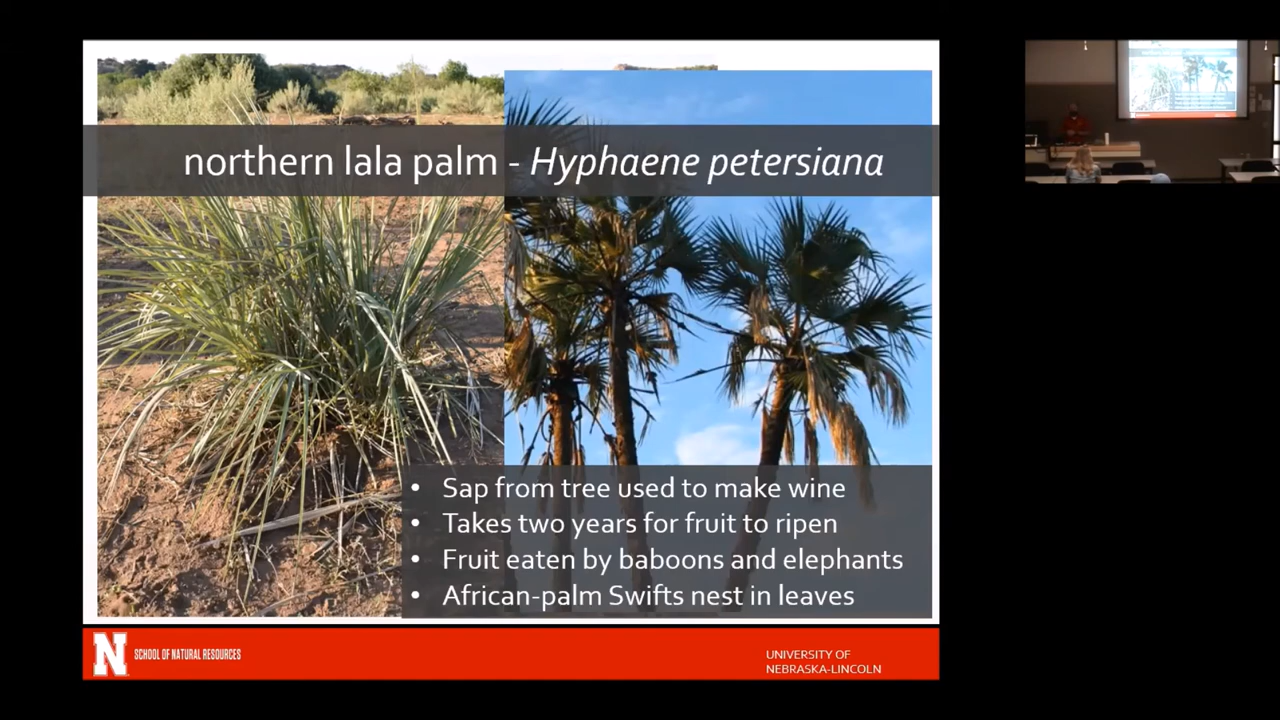 northern lala palm - Hyphaene petersiana
• Sap from tree used to make wine
• Takes two years for fruit to ripen
• Fruit eaten by baboons and elephants
• African-palm Swifts nest in leaves
N SCHOOL OF NATURAL RESOURCES
UNIVERSITY OF
NEBRASKA-LINCOLN